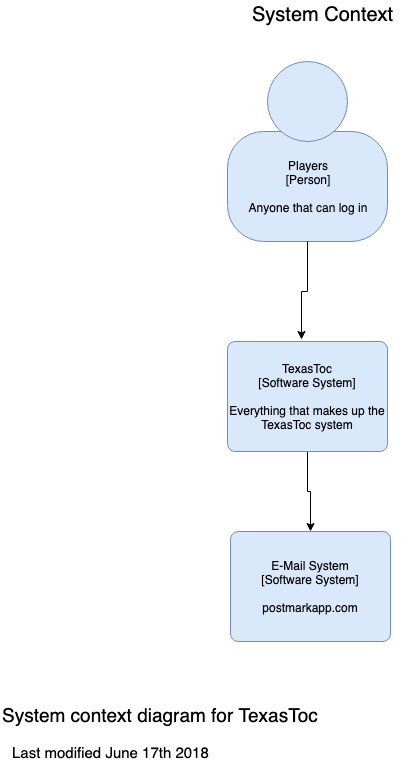 System Context
Players
[Person]
Anyone that can log in
TexasToc
[Software System]
Everything that makes up the
TexasToc system
E-Mail System
[Software System]
postmarkapp.com
System context diagram for TexasToc
Last modified June 17th 2018